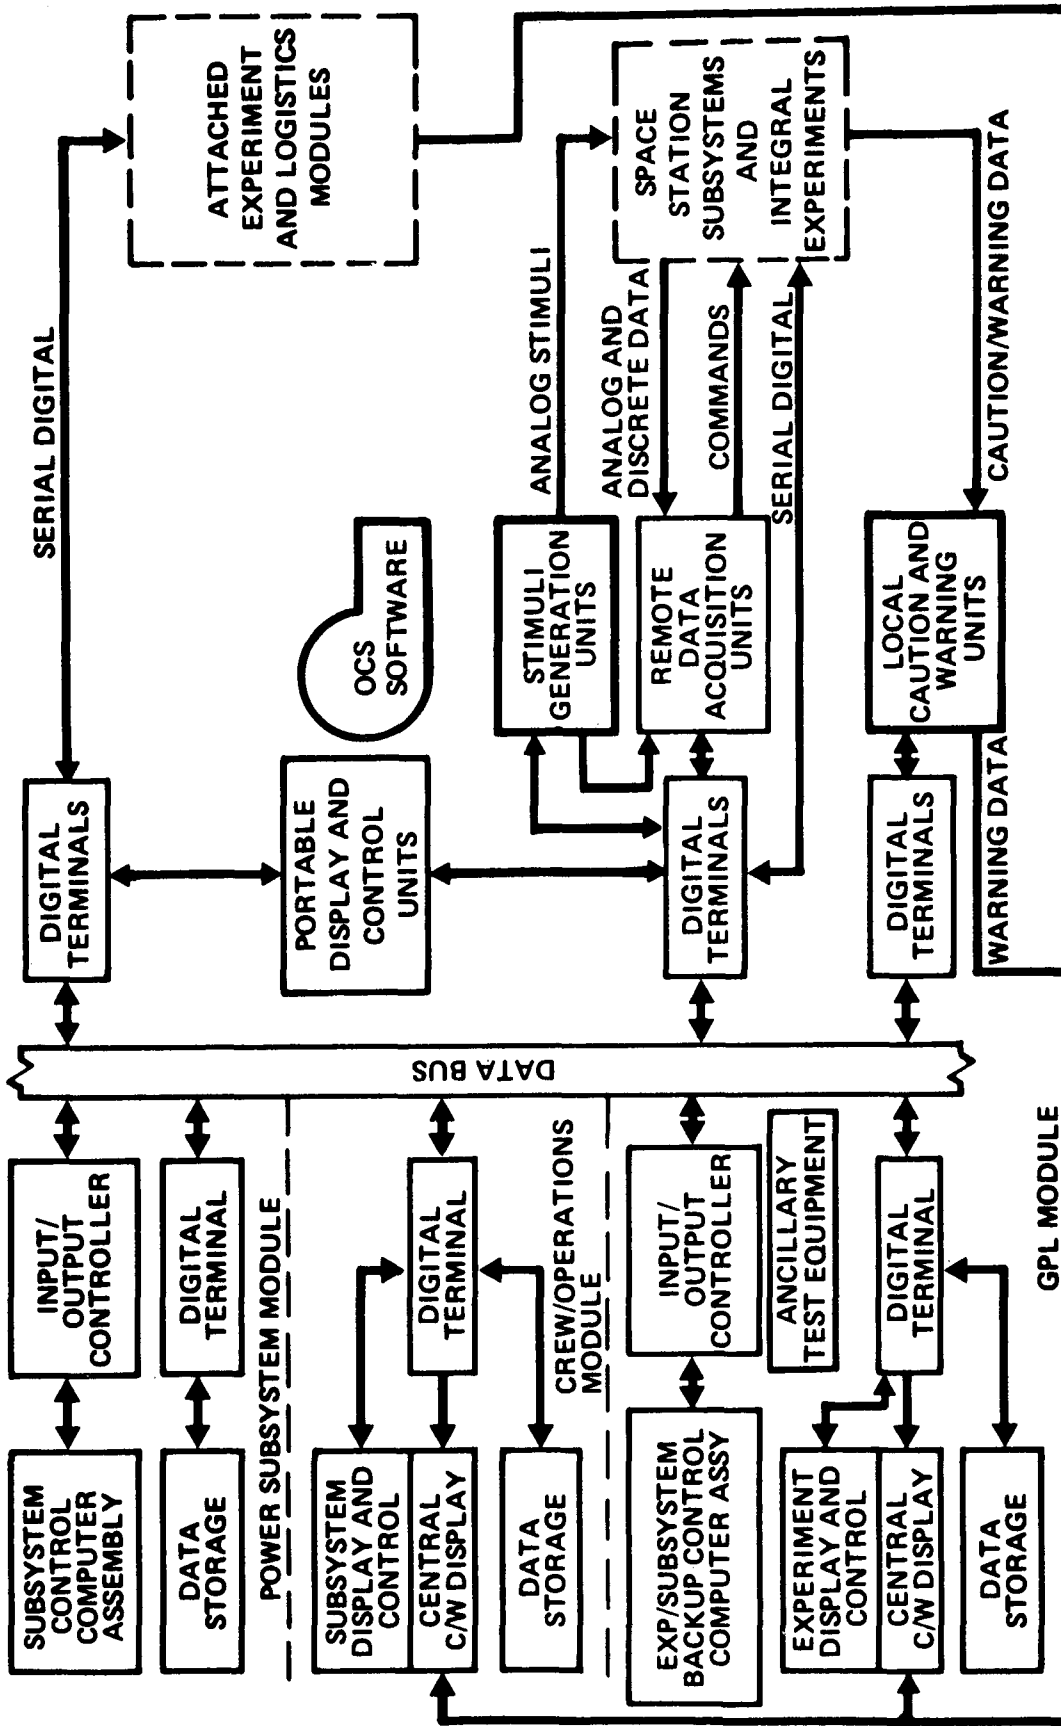 SUBSYSTEM
CONTROL
COMPUTER
ASSEMBLY
INPUT/
OUTPUT
CONTROLLER
DATA
STORAGE
DIGITAL
TERMINAL
POWER SUBSYSTEM MODULE
SUBSYSTEM
DISPLAY AND
CONTROL
CENTRAL
C/W DISPLAY
DIGITAL
TERMINAL
DATA
STORAGE
CREW/OPERATIONS
MODULE
EXP/SUBSYSTEM
BACKUP CONTROL
COMPUTER ASSY
INPUT/
OUTPUT
CONTROLLER
ANCILLARY
TEST EQUIPMENT
EXPERIMENT
DISPLAY AND
CONTROL
CENTRAL
C/W DISPLAY
DIGITAL
TERMINAL
DATA
STORAGE
GPL MODULE
DATA BUS
DIGITAL
TERMINALS
SERIAL DIGITAL
ATTACHED
EXPERIMENT
AND LOGISTICS
MODULES
PORTABLE
DISPLAY AND
CONTROL
UNITS
OCS
SOFTWARE
STIMULI
GENERATION
UNITS
ANALOG STIMULI
DIGITAL
TERMINALS
REMOTE
DATA
ACQUISITION
UNITS
ANALOG AND
DISCRETE DATA
COMMANDS
SERIAL DIGITAL
SPACE
STATION
SUBSYSTEMS
AND
INTEGRAL
EXPERIMENTS
DIGITAL
TERMINALS
LOCAL
CAUTION AND
WARNING
UNITS
WARNING DATA
CAUTION/WARNING DATA